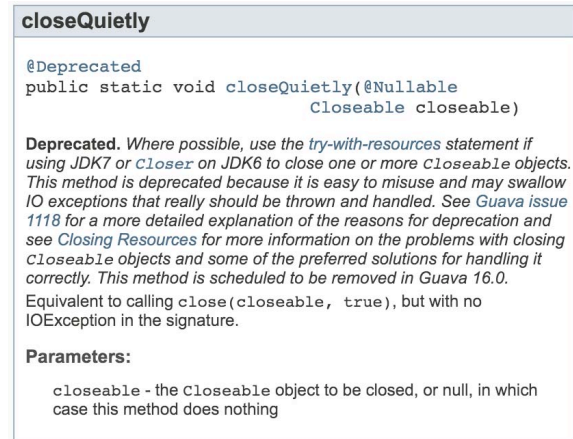 closeQuietly
@Deprecated
public static void closeQuietly(@Nullable
Closeable closeable)
Deprecated. Where possible, use the try-with-resources statement if
using JDK7 or Closer on JDK6 to close one or more Closeable objects.
This method is deprecated because it is easy to misuse and may swallow
IO exceptions that really should be thrown and handled. See Guava issue
1118 for a more detailed explanation of the reasons for deprecation and
see Closing Resources for more information on the problems with closing
Closeable objects and some of the preferred solutions for handling it
correctly. This method is scheduled to be removed in Guava 16.0.
Equivalent to calling close(closeable, true), but with no
IOException in the signature.
Parameters:
closeable - the Closeable object to be closed, or null, in which
case this method does nothing